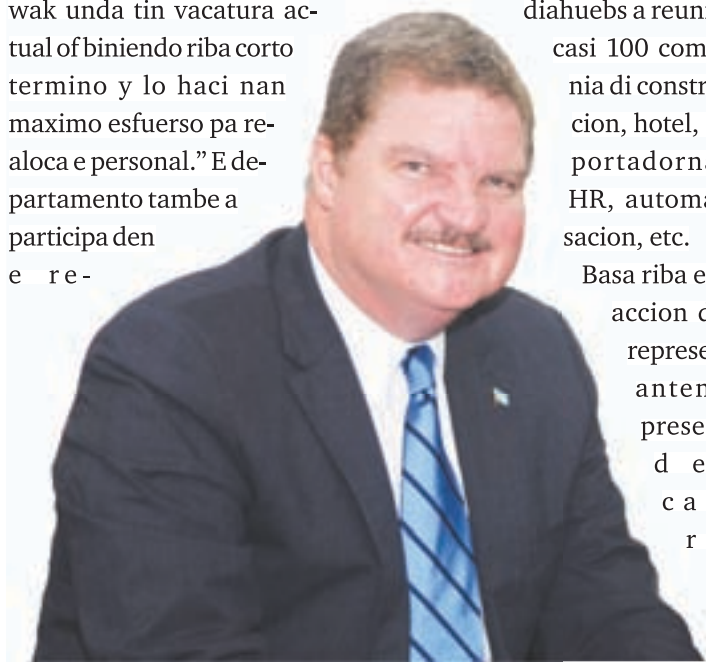 wak unda tin vacatura ac-
tual of biniendo riba corto
termino y lo haci nan
maximo esfuerso pa re-
aloca e personal.” E de-
partamento tambe a
participa den
e re-
diahuebs a reuni
casi 100 com
nia di constr
cion, hotel,
portadorna
HR, automa
sacion, etc.
Basa riba e
accion d
represe
anten
prese
d e
c a
r